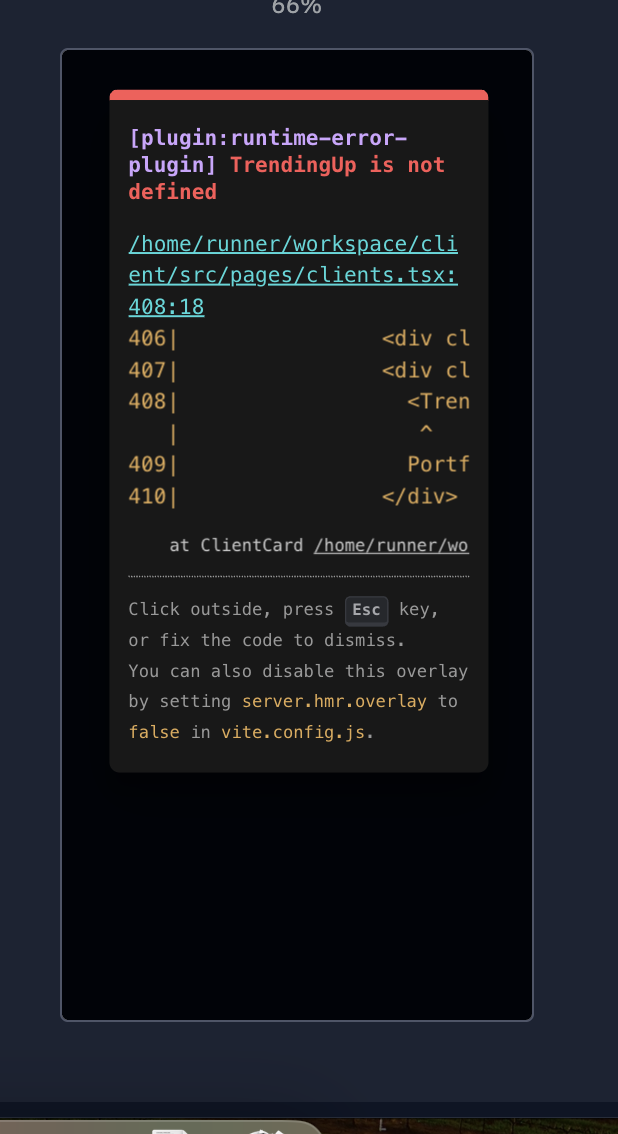 66%
[plugin:runtime-error-
plugin] TrendingUp is not
defined
/home/runner/workspace/cli
ent/src/pages/clients.tsx:
408:18
406|                <div cl
407|                <div cl
408|                  <Tren
   |                   ^
409|                  Portf
410|                </div>
at ClientCard /home/runner/wo
Click outside, press Esc key,
or fix the code to dismiss.
You can also disable this overlay
by setting server.hmr.overlay to
false in vite.config.js.